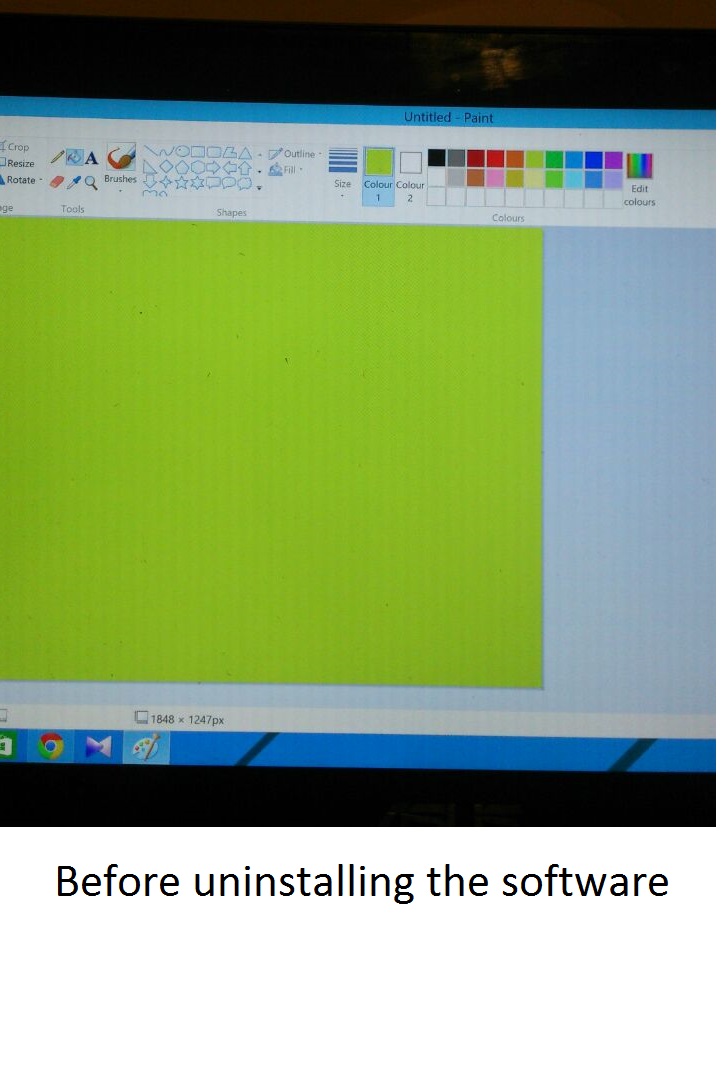 Untitled - Paint
Crop
Resize
Rotate
Brushes
Outline
Fill
Size
Colour
1
Colour
2
Edit
colours
Tools
Shapes
Colours
1848 × 1247px
Before uninstalling the software